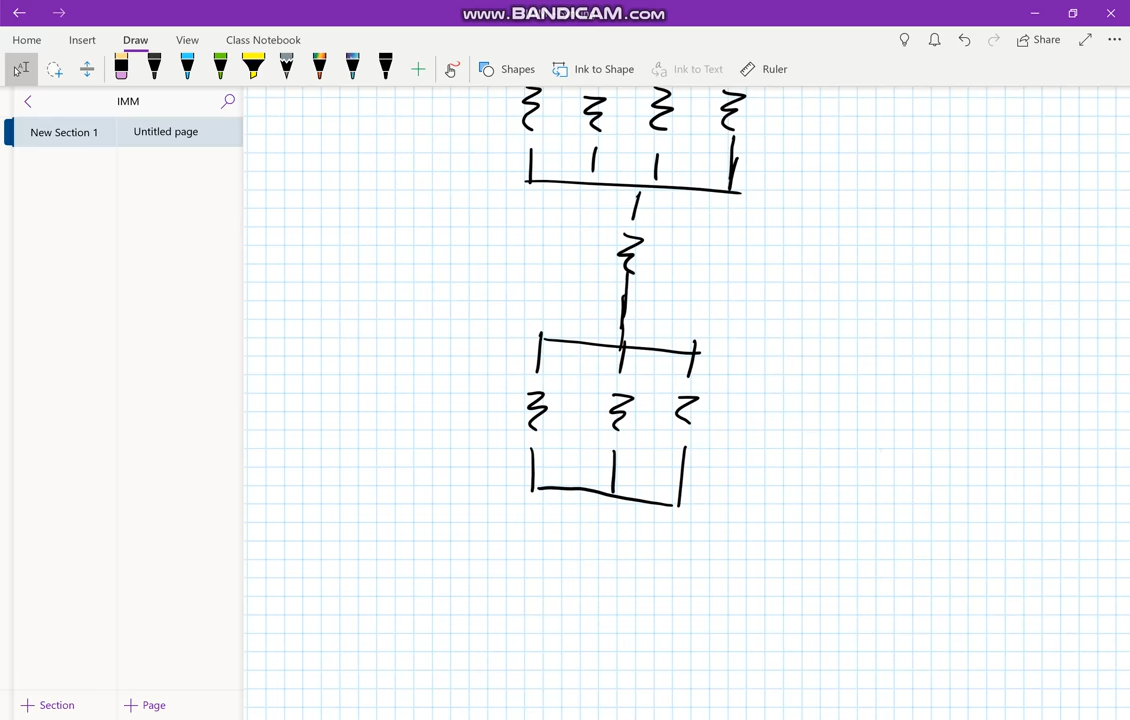 www.BANDICAM.com
Home Insert Draw View Class Notebook
Share
Shapes Ink to Shape Ink to Text Ruler
IMM
New Section 1 Untitled page
Section Page